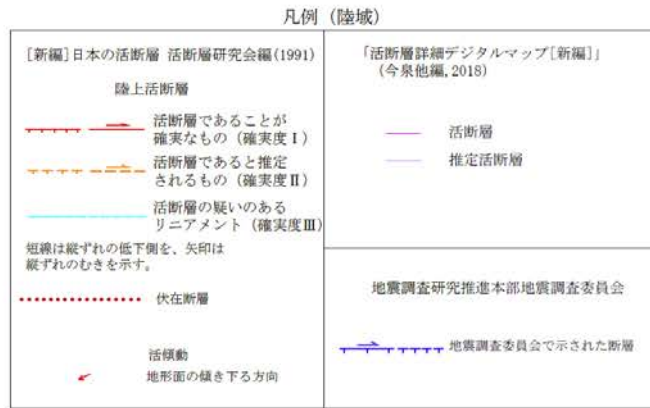 凡例（陸域）
[新編]日本の活断層 活断層研究会編(1991)
陸上活断層
活断層であることが
確実なもの（確実度Ⅰ）
活断層であると推定
されるもの（確実度Ⅱ）
活断層の疑いのある
リニアメント（確実度Ⅲ）
短線は縦ずれの低下側を、矢印は
縦ずれのむきを示す。
伏在断層
活傾動
地形面の傾き下る方向
「活断層詳細デジタルマップ[新編]」
（今泉他編,2018）
活断層
推定活断層
地震調査研究推進本部地震調査委員会
地震調査委員会で示された断層